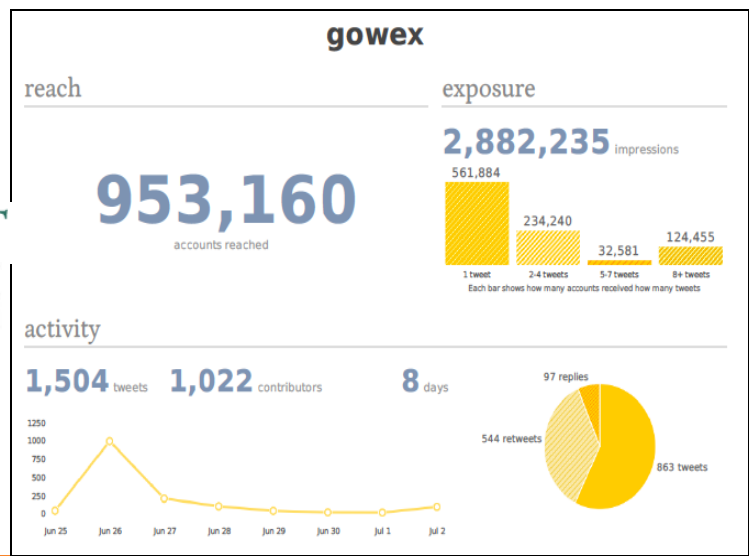 gowex
reach
953,160
accounts reached
exposure
2,882,235 impressions
561,884
234,240
32,581
124,455
1 tweet 2-4 tweets 5-7 tweets 8+ tweets
Each bar shows how many accounts received how many tweets
activity
1,504 tweets 1,022 contributors 8 days
1250
1000
750
500
250
0
Jun 25 Jun 26 Jun 27 Jun 28 Jun 29 Jun 30 Jul 1 Jul 2
97 replies
544 retweets
863 tweets